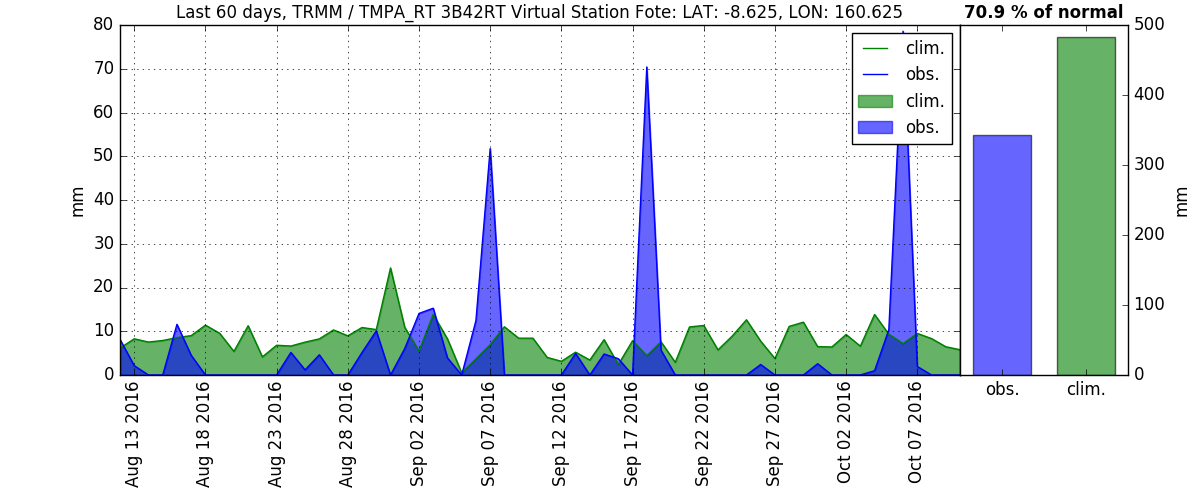 Last 60 days, TRMM / TMPA_RT 3B42RT Virtual Station Fote: LAT: -8.625, LON: 160.625
70.9 % of normal
80
70
60
50
40
30
20
10
0
mm
clim.
obs.
clim.
obs.
500
400
300
200
100
0
mm
Aug 13 2016
Aug 18 2016
Aug 23 2016
Aug 28 2016
Sep 02 2016
Sep 07 2016
Sep 12 2016
Sep 17 2016
Sep 22 2016
Sep 27 2016
Oct 02 2016
Oct 07 2016
obs.
clim.